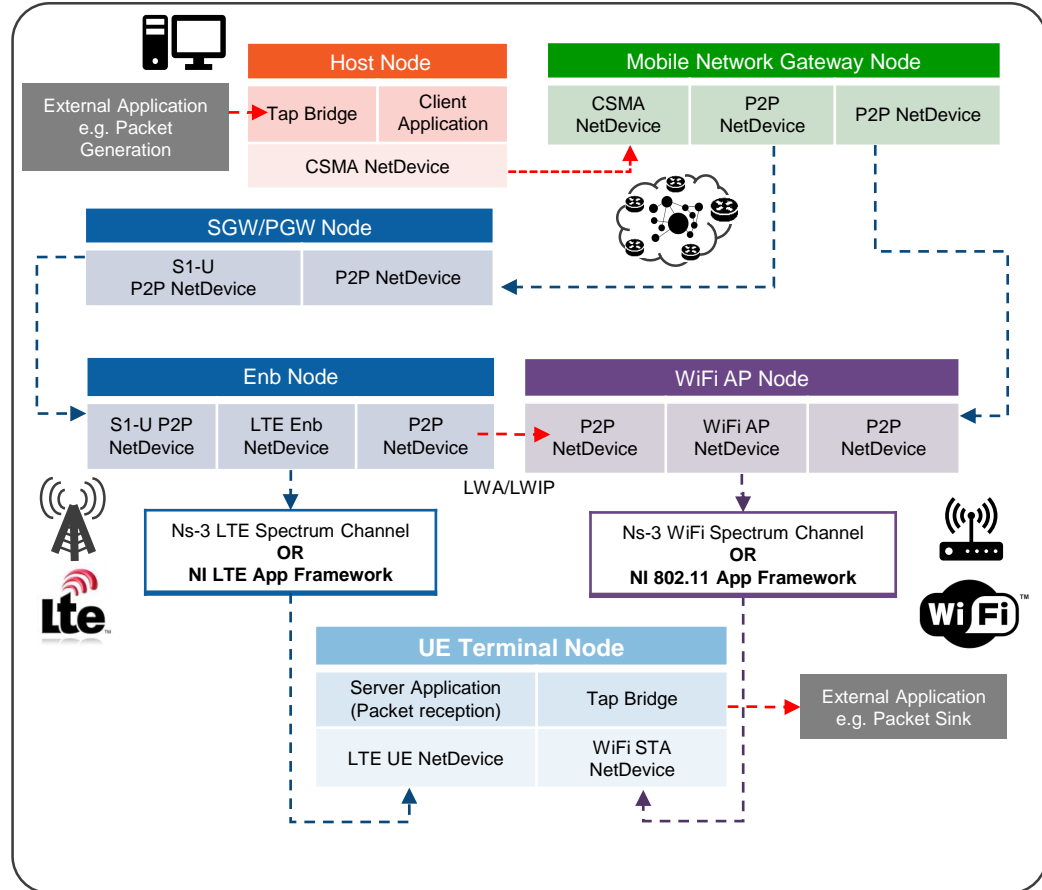 Host Node
External Application
e.g. Packet
Generation
Tap Bridge
Client
Application
CSMA NetDevice
Mobile Network Gateway Node
CSMA
NetDevice
P2P
NetDevice
P2P NetDevice
SGW/PGW Node
S1-U
P2P NetDevice
P2P NetDevice
Enb Node
S1-U P2P
NetDevice
LTE Enb
NetDevice
P2P
NetDevice
WiFi AP Node
P2P
NetDevice
WiFi AP
NetDevice
P2P
NetDevice
LWA/LWIP
Ns-3 LTE Spectrum Channel
OR
NI LTE App Framework
Ns-3 WiFi Spectrum Channel
OR
NI 802.11 App Framework
Lte™
WiFi™
UE Terminal Node
Server Application
(Packet reception)
Tap Bridge
LTE UE NetDevice
WiFi STA
NetDevice
External Application
e.g. Packet Sink